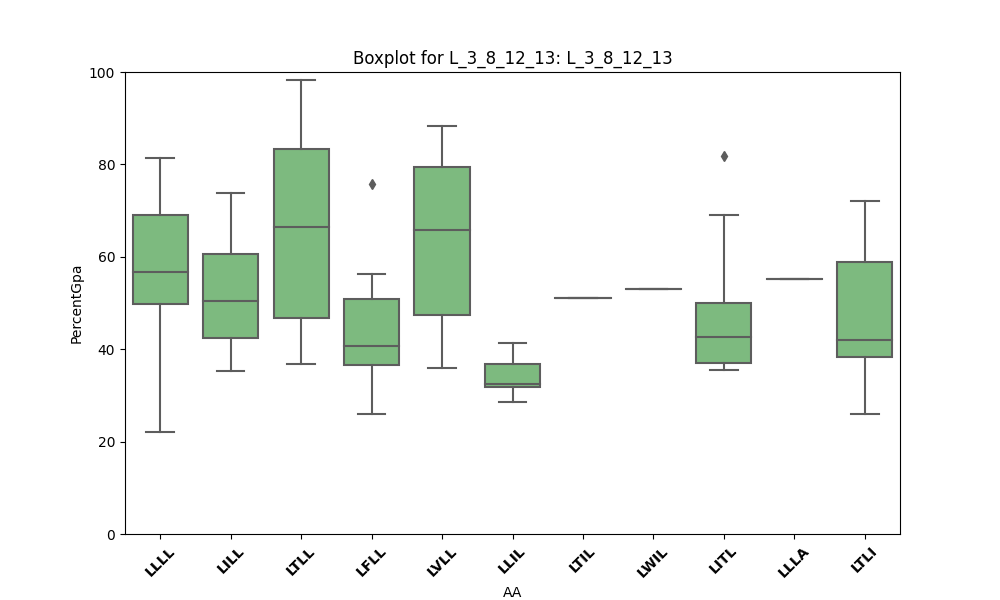 Boxplot for L_3_8_12_13: L_3_8_12_13
100
80
60
40
20
0
PercentGpa
LLLL LILL LTLL LFLL LVLL LLIL LTIL LWIL LITL LLLA LTLI
AA